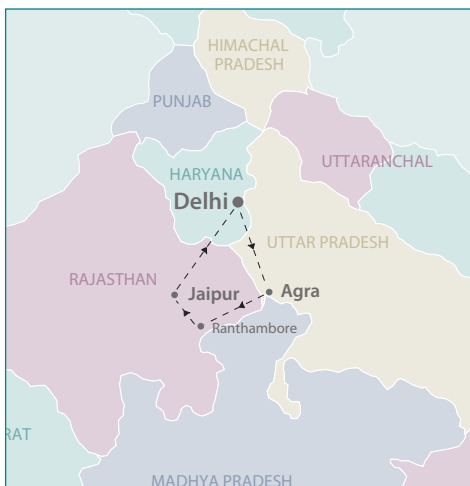 HIMACHAL
PRADESH
PUNJAB
UTTARANCHAL
HARYANA
Delhi
UTTAR PRADESH
RAJASTHAN
Jaipur
Agra
Ranthambore
RAT
MADHYA PRADESH